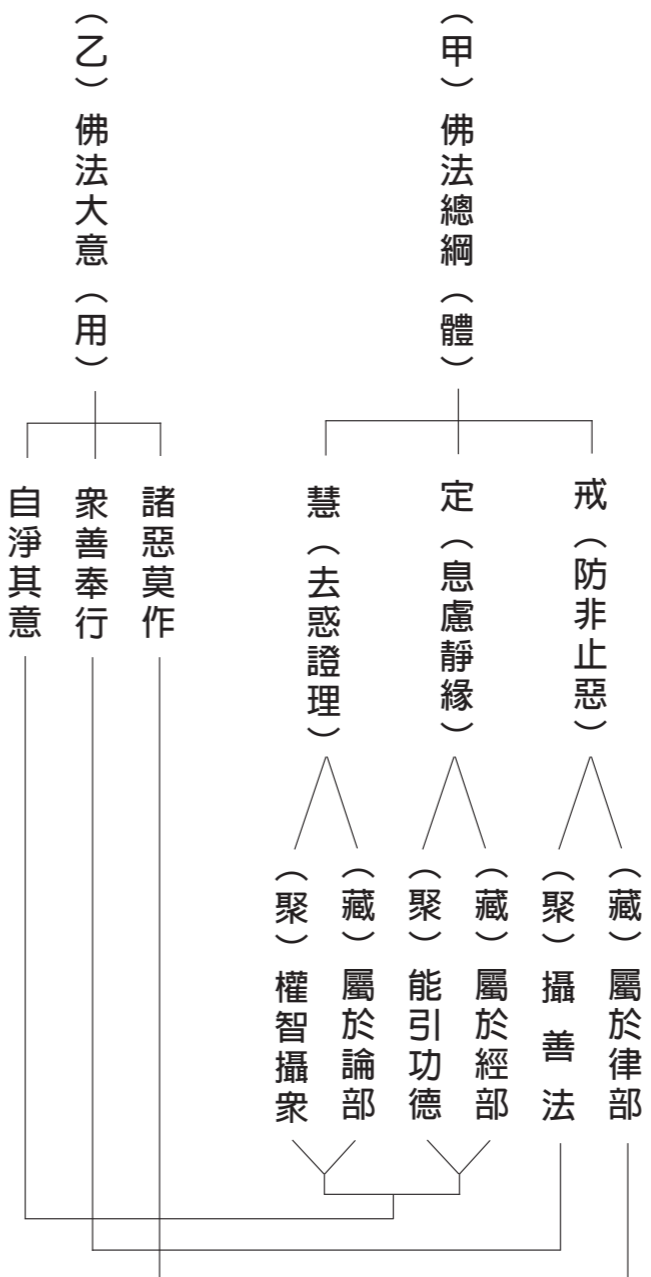 （甲）佛法總綱（體）
戒（防非止惡）
（藏）屬於律部
（聚）攝善法
定（息慮靜緣）
（藏）屬於經部
（聚）能引功德
慧（去惑證理）
（藏）屬於論部
（聚）權智攝眾
（乙）佛法大意（用）
諸惡莫作
眾善奉行
自淨其意